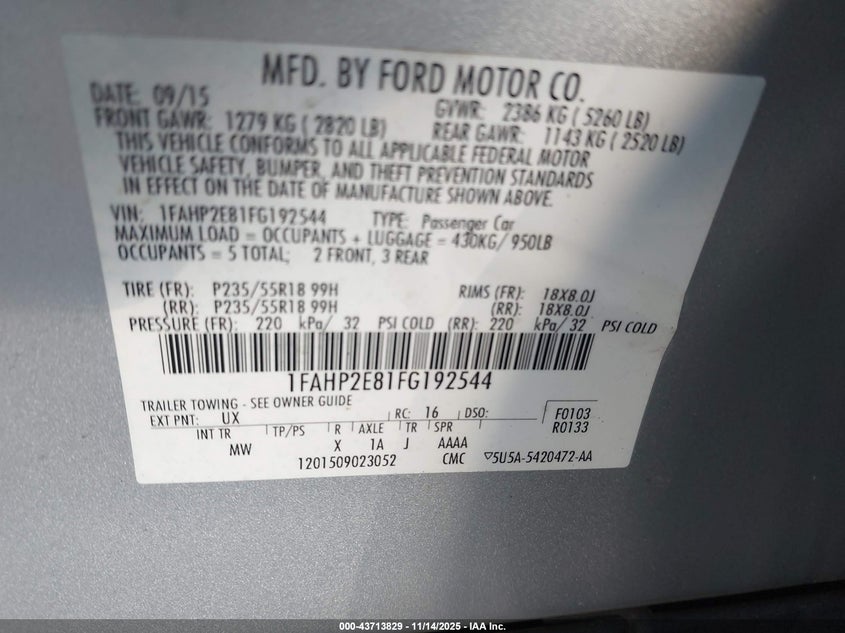 MFD. BY FORD MOTOR CO.
DATE: 09/15 GVWR: 2386 KG ( 5260 LB)
FRONT GAWR: 1279 KG ( 2820 LB) REAR GAWR: 1143 KG ( 2520 LB)
THIS VEHICLE CONFORMS TO ALL APPLICABLE FEDERAL MOTOR
VEHICLE SAFETY, BUMPER, AND THEFT PREVENTION STANDARDS
IN EFFECT ON THE DATE OF MANUFACTURE SHOWN ABOVE.
VIN: 1FAHP2E81FG192544 TYPE: Passenger Car
MAXIMUM LOAD = OCCUPANTS + LUGGAGE = 430KG/ 950LB
OCCUPANTS = 5 TOTAL; 2 FRONT, 3 REAR
TIRE (FR): P235/55R18 99H RIMS (FR): 18X8.0J
(RR): P235/55R18 99H (RR): 18X8.0J
PRESSURE (FR): 220 kPa/ 32 PSI COLD (RR): 220 kPa/ 32 PSI COLD
1FAHP2E81FG192544
TRAILER TOWING - SEE OWNER GUIDE
EXT PNT: UX RC: 16 DSO: F0103
INT TR TP/PS R AXLE TR SPR R0133
MW X 1A J AAAA
1201509023052 CMC ▽5U5A-5420472-AA
000-43713829 - 11/14/2025 - IAA Inc.